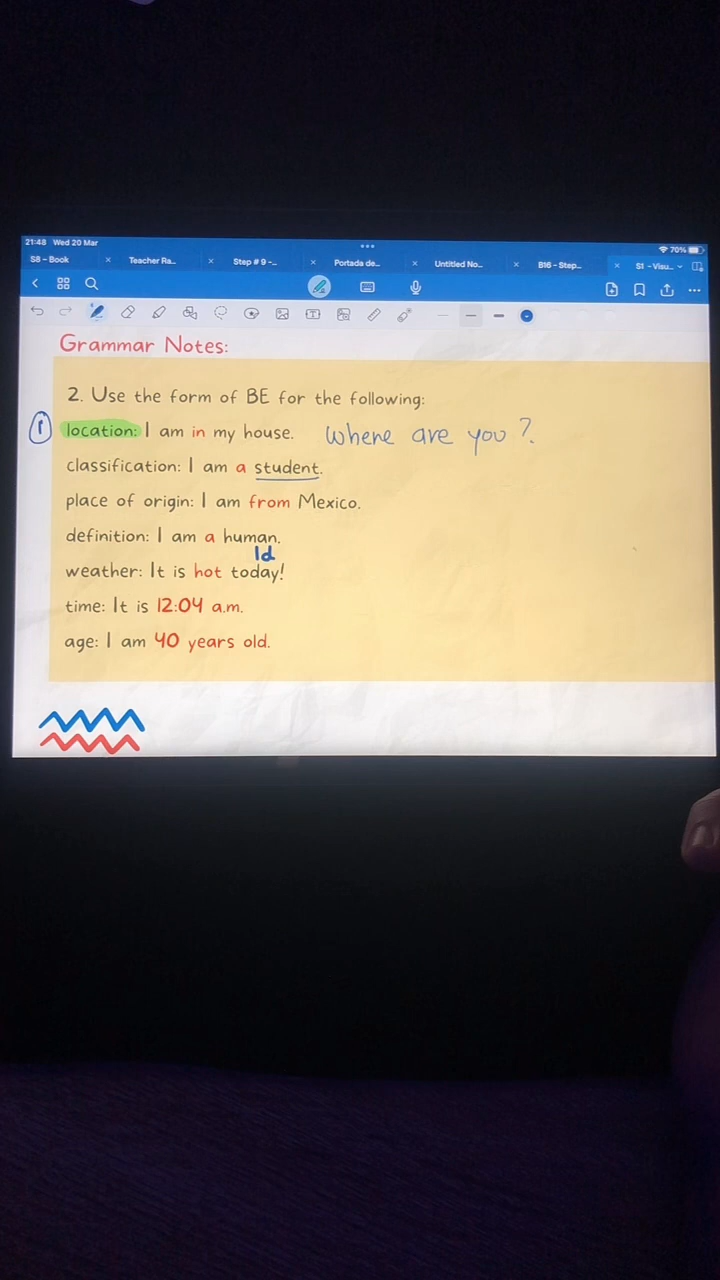 21:48 Wed 20 Mar
70%
S8 - Book
Teacher Ra...
Step # 9 -...
Portada de...
Untitled No...
B16 - Step...
S1 - Visu...
Grammar Notes:
2. Use the form of BE for the following:
1 location: I am in my house. Where are you?
classification: I am a student.
place of origin: I am from Mexico.
definition: I am a human.
ld
weather: It is hot today!
time: It is 12:04 a.m.
age: I am 40 years old.